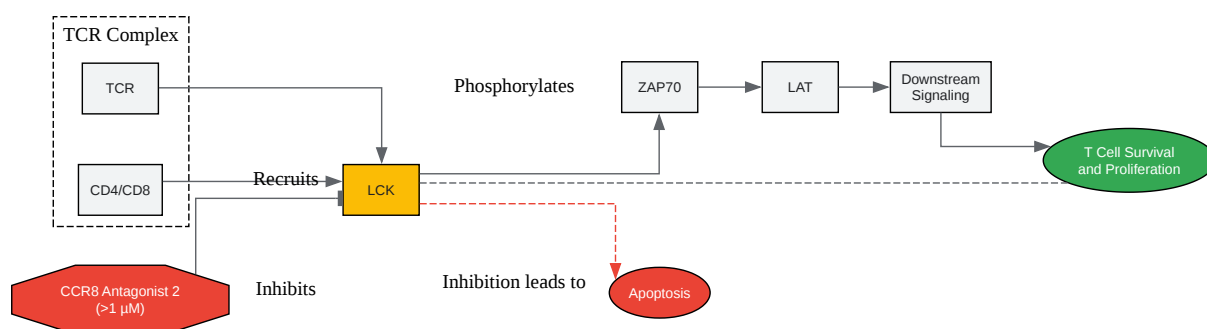 TCR Complex
TCR
CD4/CD8
Recruits
LCK
Phosphorylates
ZAP70
LAT
Downstream
Signaling
T Cell Survival
and Proliferation
CCR8 Antagonist 2
(>1 µM)
Inhibits
Inhibition leads to
Apoptosis